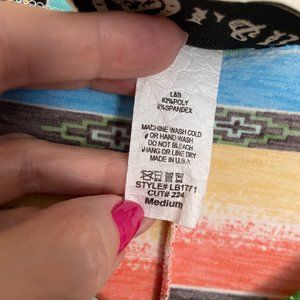 L&B
92%POLY
8%SPANDEX
MACHINE WASH COLD
OR HAND WASH
DO NOT BLEACH
HANG OR LINE DRY
MADE IN U.S.A
STYLE# LB1771
CUT# 224
Medium